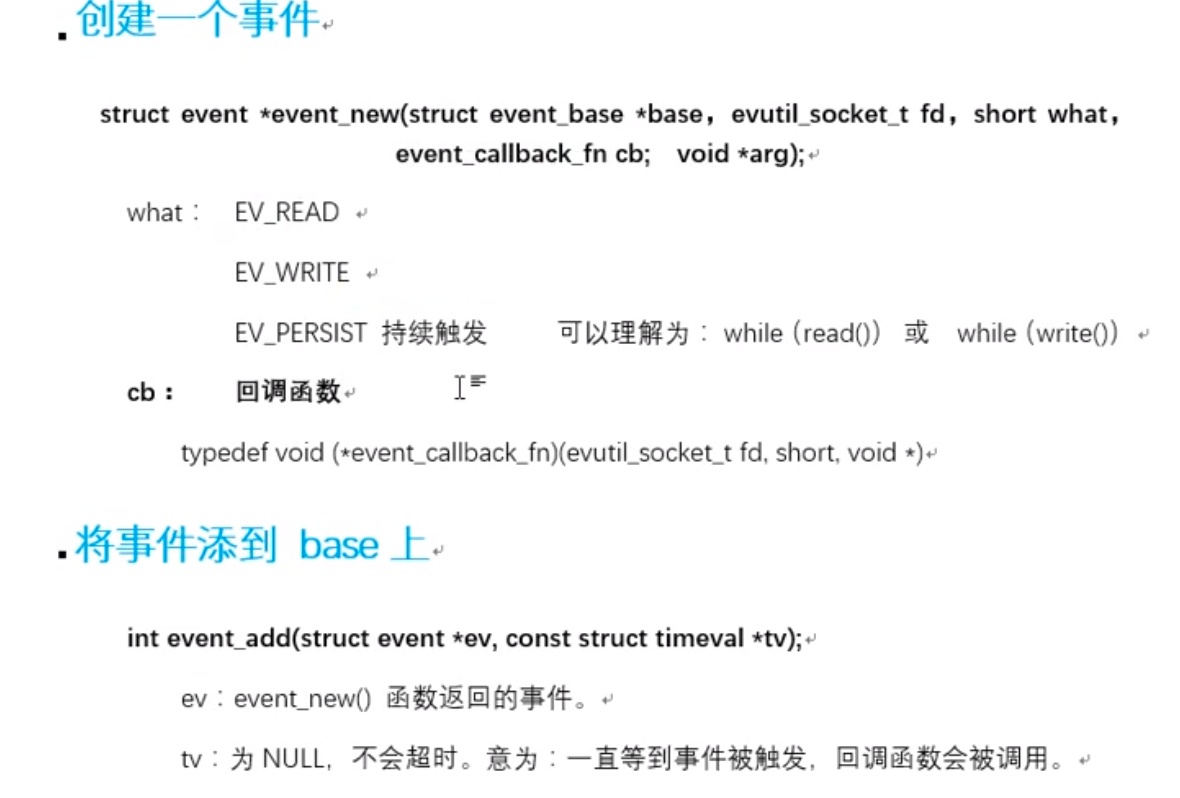 创建一个事件
struct event *event_new(struct event_base *base，evutil_socket_t fd，short what，
event_callback_fn cb; void *arg);
what： EV_READ
EV_WRITE
EV_PERSIST 持续触发 可以理解为：while（read()） 或 while（write()）
cb： 回调函数
typedef void (*event_callback_fn)(evutil_socket_t fd, short, void *)
将事件添到 base 上
int event_add(struct event *ev, const struct timeval *tv);
ev：event_new() 函数返回的事件。
tv：为 NULL，不会超时。意为：一直等到事件被触发，回调函数会被调用。